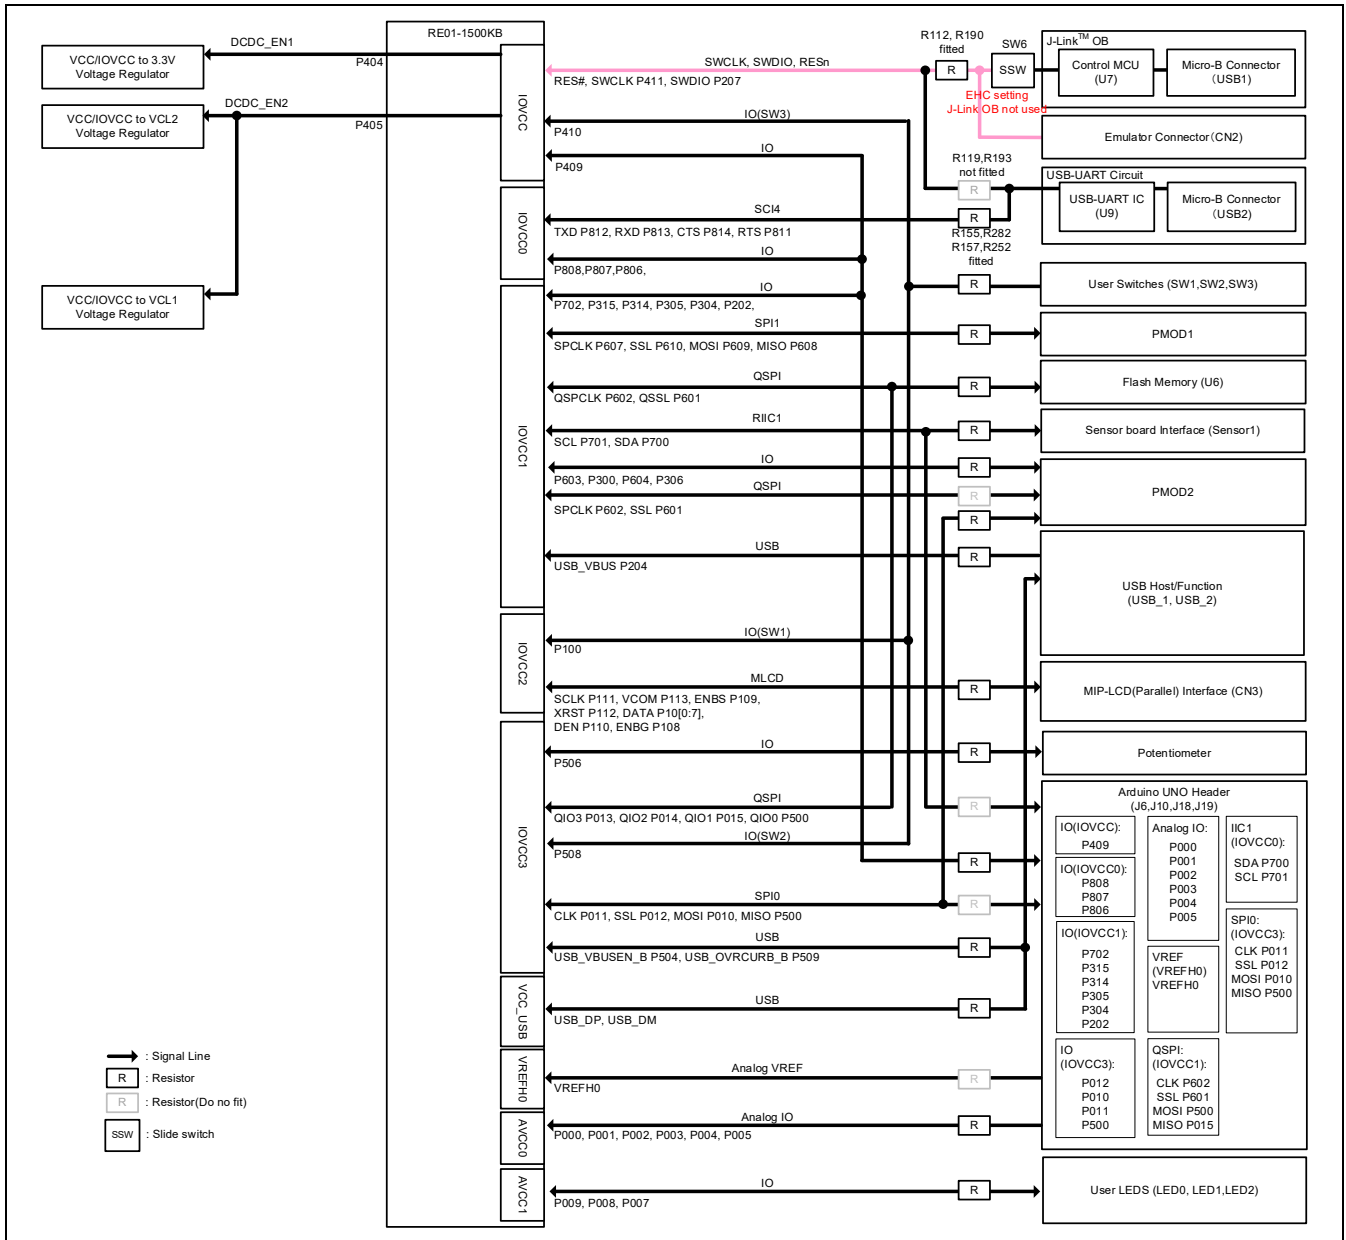 RE01-1500KB
VCC/IOVCC to 3.3V
Voltage Regulator
DCDC_EN1
P404
VCC/IOVCC to VCL2
Voltage Regulator
DCDC_EN2
P405
VCC/IOVCC to VCL1
Voltage Regulator
IOVCC
IOVCC0
IOVCC1
IOVCC2
IOVCC3
VCC_USB
VREFH0
AVCC0
AVCC1
SWCLK, SWDIO, RESn
RES#, SWCLK P411, SWDIO P207
R112, R190
fitted
R
SW6
SSW
EHC setting
J-Link OB not used
J-Link™ OB
Control MCU
(U7)
Micro-B Connector
(USB1)
Emulator Connector(CN2)
IO(SW3)
P410
IO
P409
R119,R193
not fitted
R
USB-UART Circuit
USB-UART IC
(U9)
Micro-B Connector
(USB2)
SCI4
TXD P812, RXD P813, CTS P814, RTS P811
R
R155,R282
R157,R252
fitted
IO
P808,P807,P806,
IO
P702, P315, P314, P305, P304, P202,
R
User Switches (SW1,SW2,SW3)
SPI1
SPCLK P607, SSL P610, MOSI P609, MISO P608
R
PMOD1
QSPI
QSPCLK P602, QSSL P601
R
Flash Memory (U6)
RIIC1
SCL P701, SDA P700
R
Sensor board Interface (Sensor1)
IO
P603, P300, P604, P306
R
QSPI
SPCLK P602, SSL P601
R
R
PMOD2
USB
USB_VBUS P204
R
USB Host/Function
(USB_1, USB_2)
IO(SW1)
P100
MLCD
SCLK P111, VCOM P113, ENBS P109,
XRST P112, DATA P10[0:7],
DEN P110, ENBG P108
R
MIP-LCD(Parallel) Interface (CN3)
IO
P506
R
Potentiometer
QSPI
QIO3 P013, QIO2 P014, QIO1 P015, QIO0 P500
R
IO(SW2)
P508
R
SPI0
CLK P011, SSL P012, MOSI P010, MISO P500
R
USB
USB_VBUSEN_B P504, USB_OVRCURB_B P509
R
USB
USB_DP, USB_DM
R
Analog VREF
VREFH0
R
Analog IO
P000, P001, P002, P003, P004, P005
R
IO
P009, P008, P007
R
User LEDS (LED0, LED1,LED2)
Arduino UNO Header
(J6,J10,J18,J19)
IO(IOVCC):
P409
IO(IOVCC0):
P808
P807
P806
IO(IOVCC1):
P702
P315
P314
P305
P304
P202
IO
(IOVCC3):
P012
P010
P011
P500
Analog IO:
P000
P001
P002
P003
P004
P005
VREF
(VREFH0)
VREFH0
QSPI:
(IOVCC1):
CLK P602
SSL P601
MOSI P500
MISO P015
IIC1
(IOVCC0):
SDA P700
SCL P701
SPI0:
(IOVCC3):
CLK P011
SSL P012
MOSI P010
MISO P500
: Signal Line
R
: Resistor
R
: Resistor(Do no fit)
SSW
: Slide switch